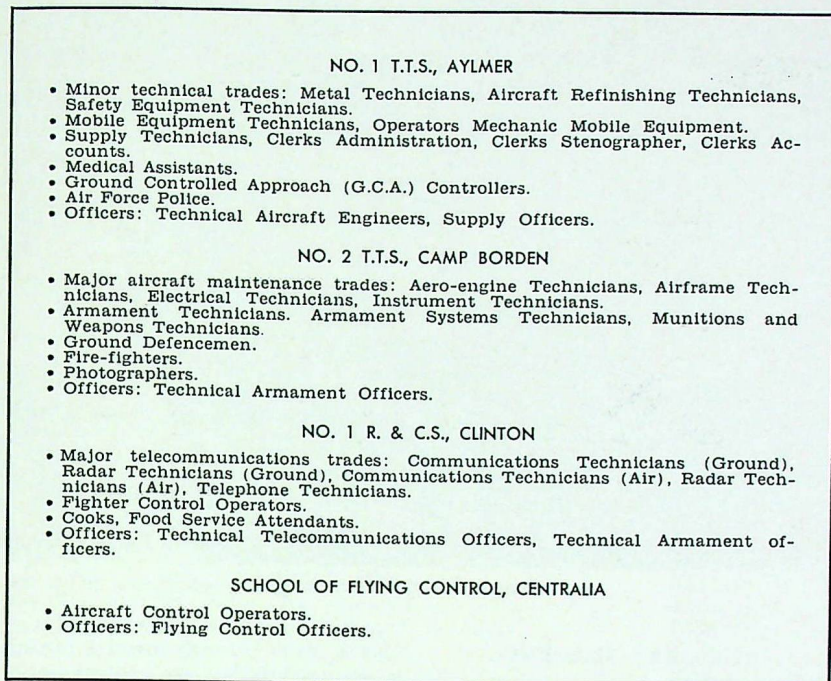 NO. 1 T.T.S., AYLMER
• Minor technical trades: Metal Technicians, Aircraft Refinishing Technicians,
Safety Equipment Technicians.
• Mobile Equipment Technicians, Operators Mechanic Mobile Equipment.
• Supply Technicians, Clerks Administration, Clerks Stenographer, Clerks Ac-
counts.
• Medical Assistants.
• Ground Controlled Approach (G.C.A.) Controllers.
• Air Force Police.
• Officers: Technical Aircraft Engineers, Supply Officers.
NO. 2 T.T.S., CAMP BORDEN
• Major aircraft maintenance trades: Aero-engine Technicians, Airframe Tech-
nicians, Electrical Technicians, Instrument Technicians.
• Armament Technicians. Armament Systems Technicians, Munitions and
Weapons Technicians.
• Ground Defencemen.
• Fire-fighters.
• Photographers.
• Officers: Technical Armament Officers.
NO. 1 R. & C.S., CLINTON
• Major telecommunications trades: Communications Technicians (Ground),
Radar Technicians (Ground), Communications Technicians (Air), Radar Tech-
nicians (Air), Telephone Technicians.
• Fighter Control Operators.
• Cooks, Food Service Attendants.
• Officers: Technical Telecommunications Officers, Technical Armament of-
ficers.
SCHOOL OF FLYING CONTROL, CENTRALIA
• Aircraft Control Operators.
• Officers: Flying Control Officers.